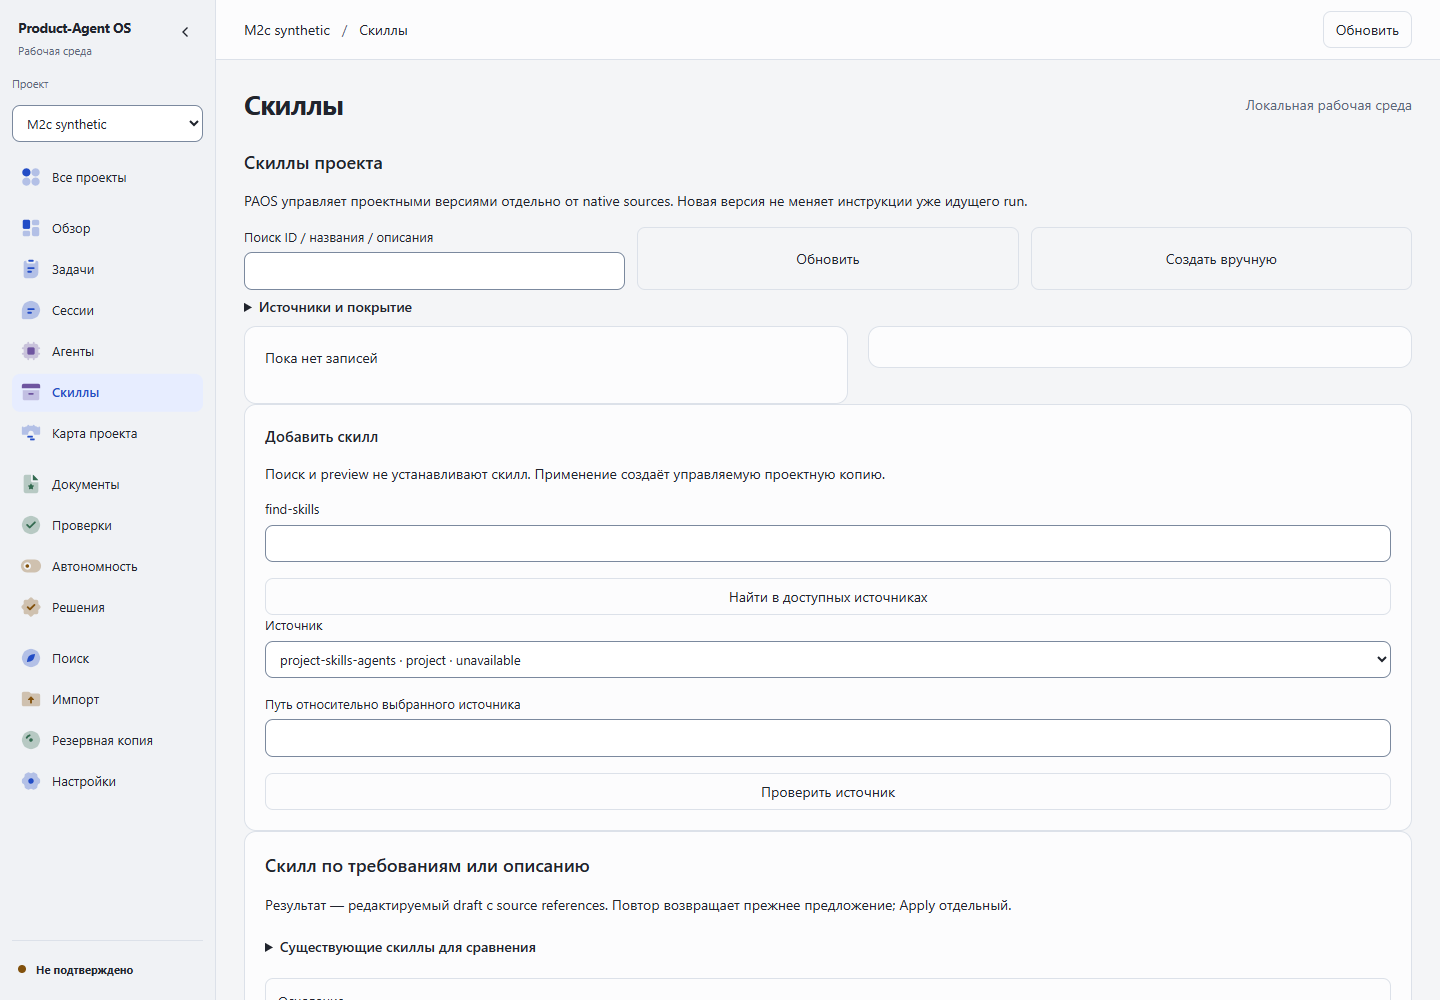 Product-Agent OS
Рабочая среда
Проект
M2c synthetic
Все проекты
Обзор
Задачи
Сессии
Агенты
Скиллы
Карта проекта
Документы
Проверки
Автономность
Решения
Поиск
Импорт
Резервная копия
Настройки
Не подтверждено
M2c synthetic / Скиллы
Обновить
Скиллы
Локальная рабочая среда
Скиллы проекта
PAOS управляет проектными версиями отдельно от native sources. Новая версия не меняет инструкции уже идущего run.
Поиск ID / названия / описания
Обновить
Создать вручную
Источники и покрытие
Пока нет записей
Добавить скилл
Поиск и preview не устанавливают скилл. Применение создаёт управляемую проектную копию.
find-skills
Найти в доступных источниках
Источник
project-skills-agents · project · unavailable
Путь относительно выбранного источника
Проверить источник
Скилл по требованиям или описанию
Результат — редактируемый draft с source references. Повтор возвращает прежнее предложение; Apply отдельный.
Существующие скиллы для сравнения